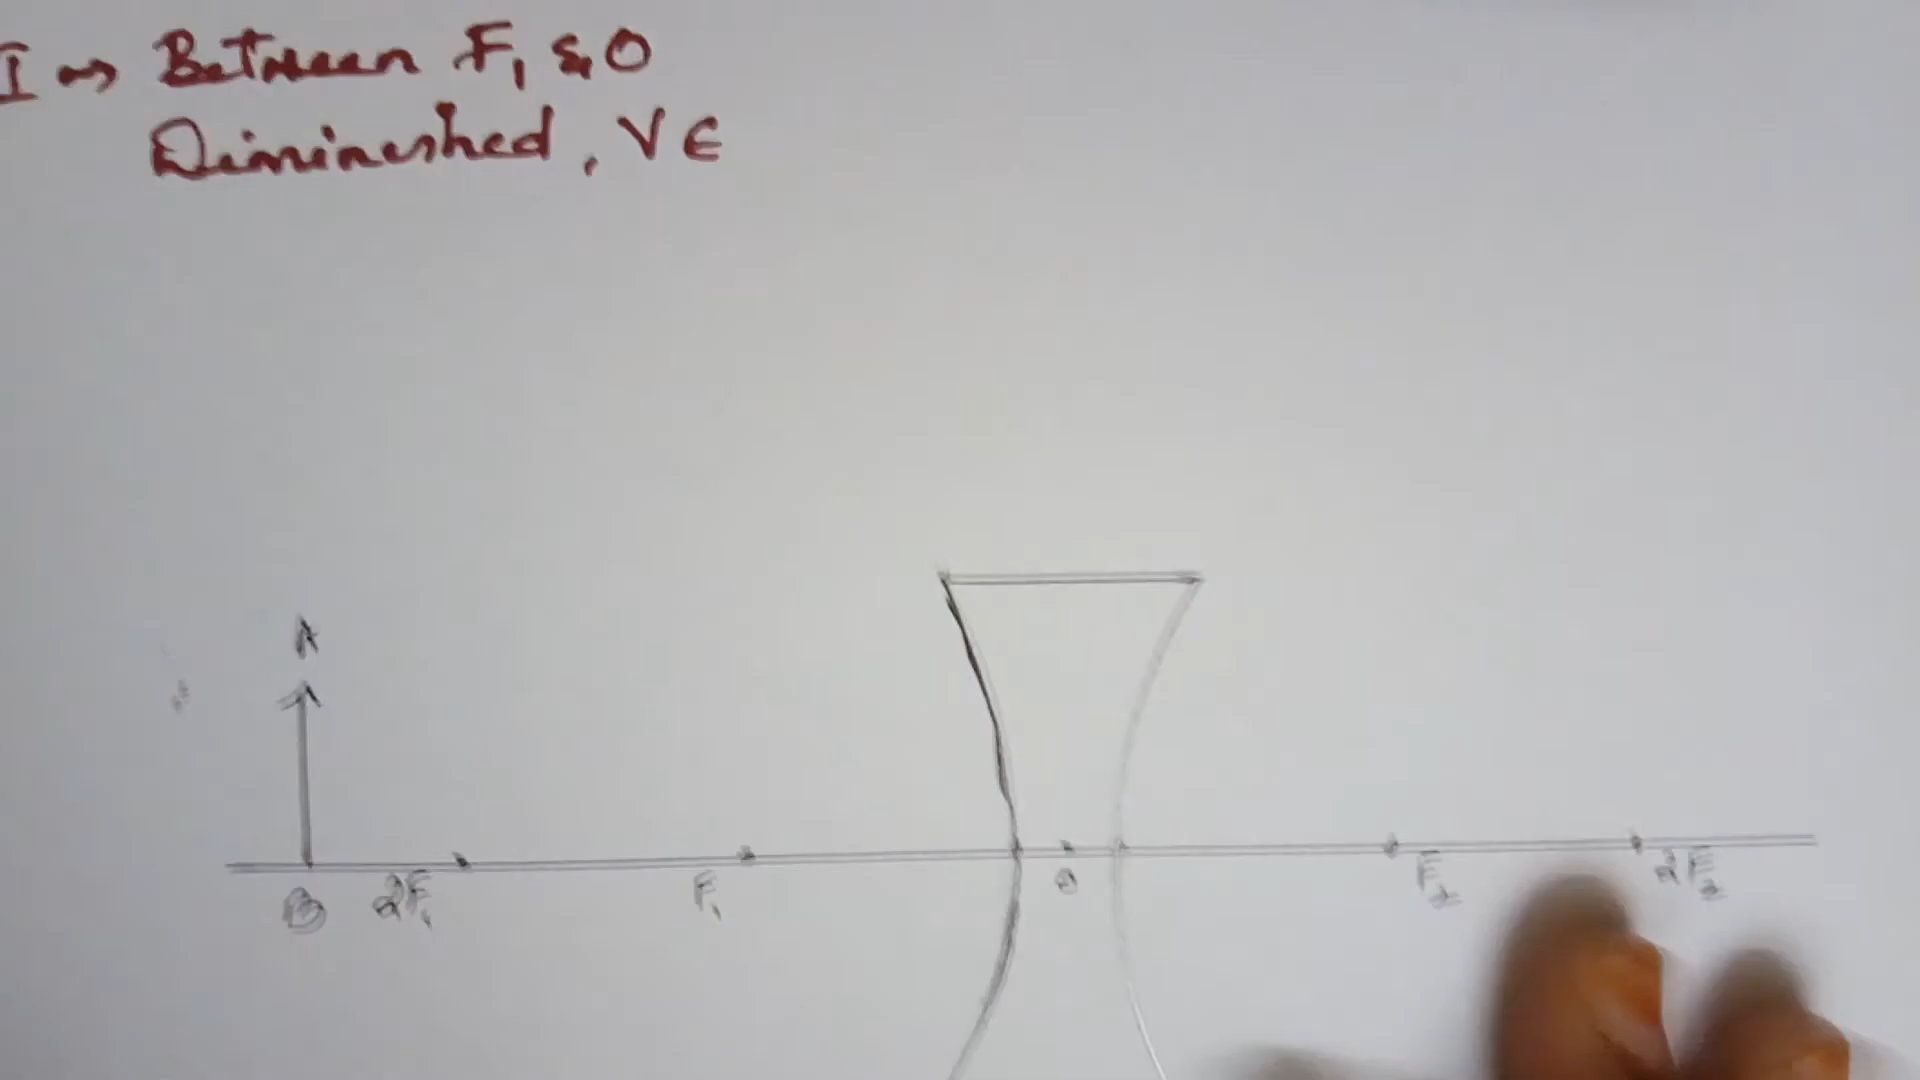 I → Between F₁ & O
Diminished, VE
A
B 2F₁ F₁ O F₂ 2F₂